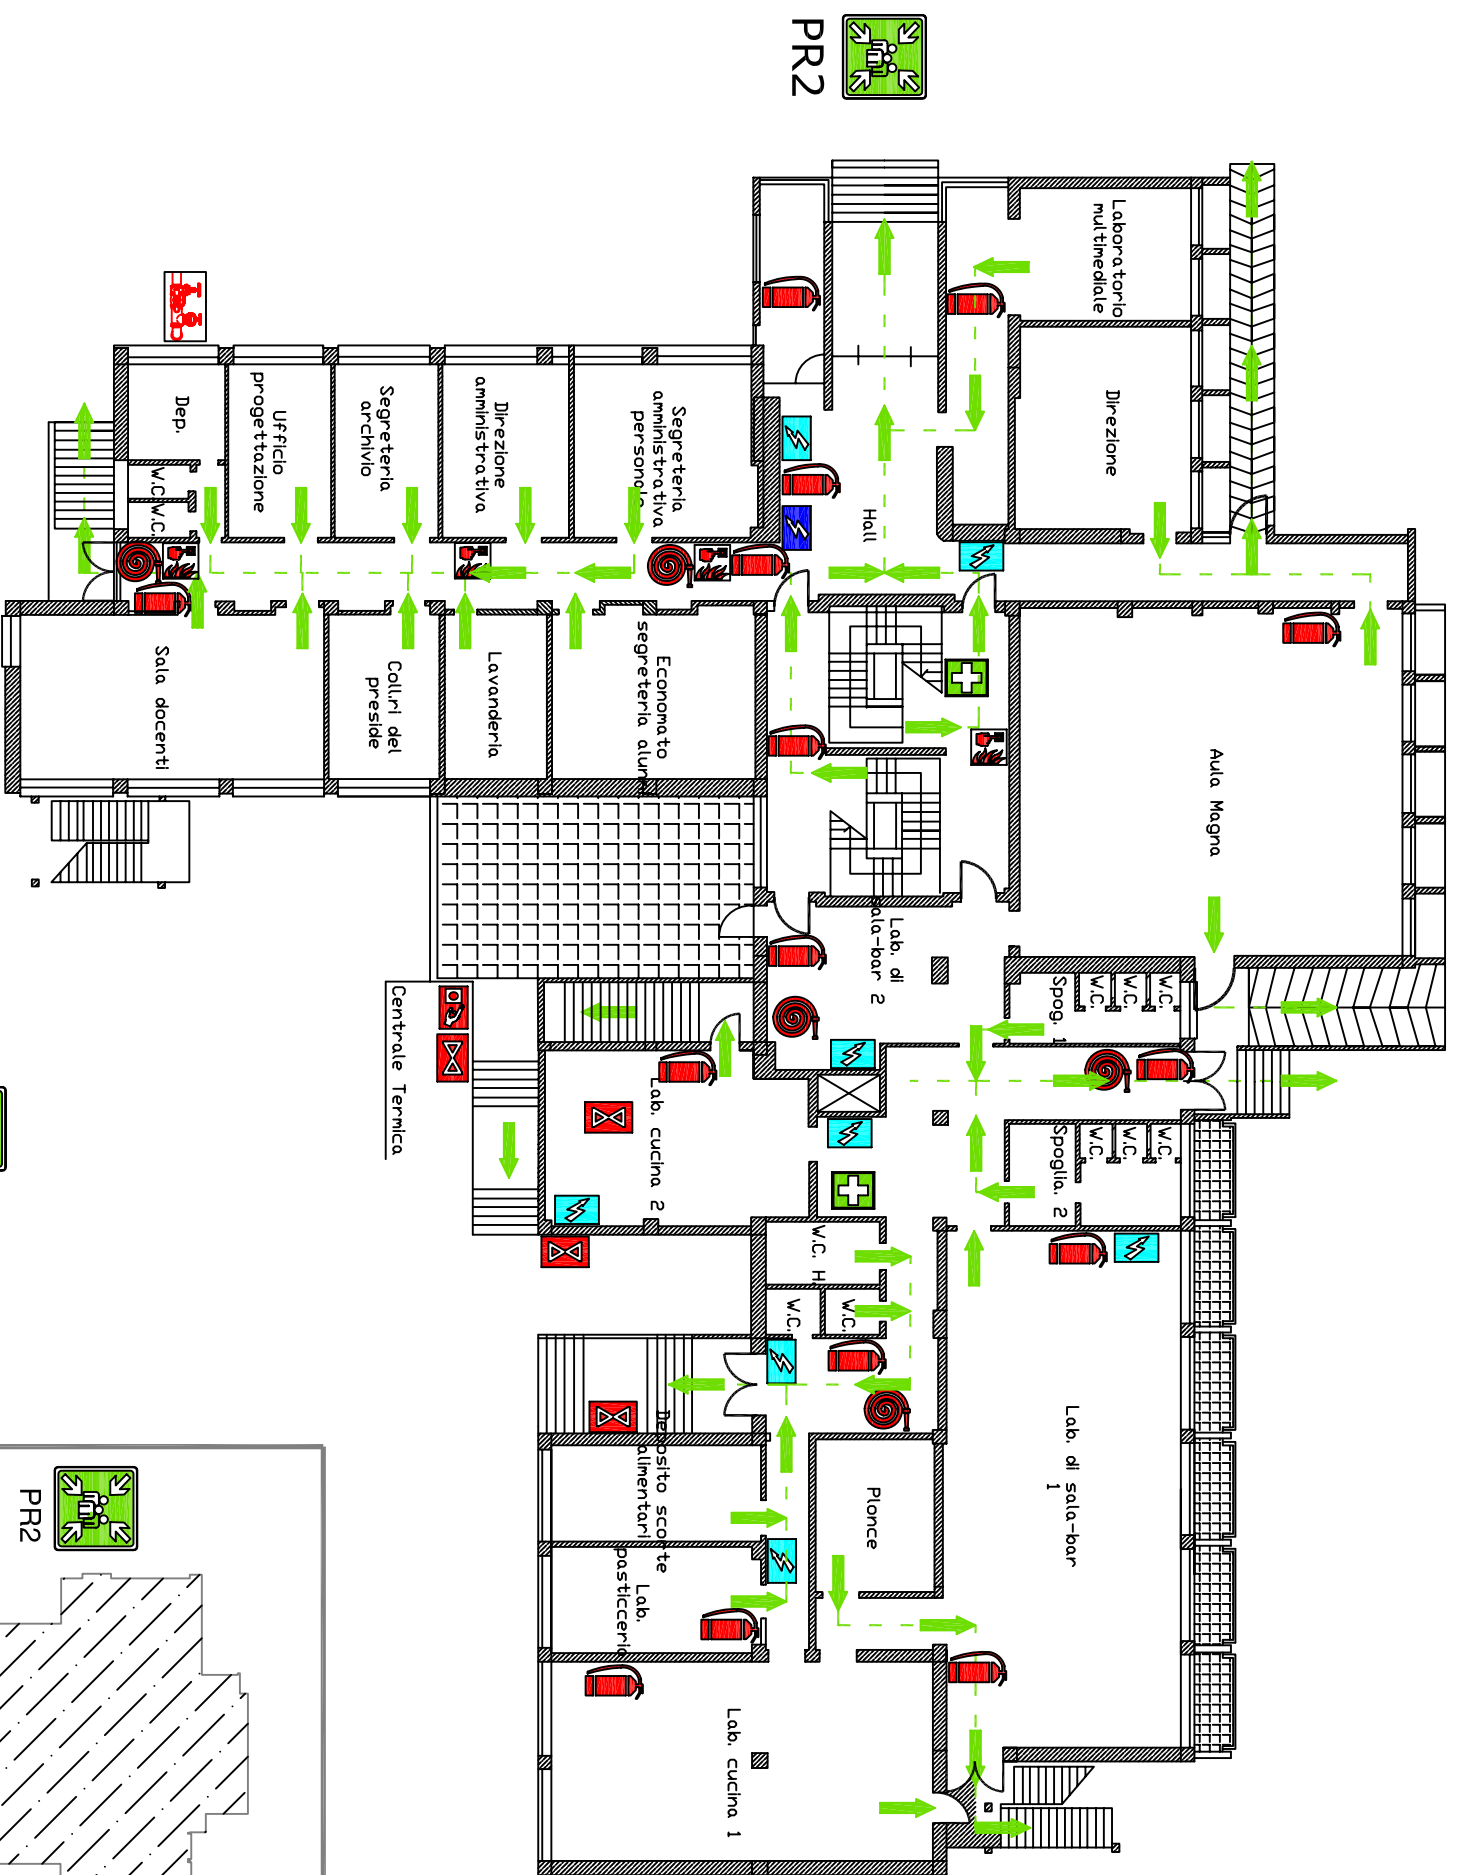 PR2
Laboratorio
multimediale
Direzione
Hall
Aula Magna
Dep.
W.C.
W.C.
Ufficio
progettazione
Segreteria
archivio
Direzione
amministrativa
Segreteria
amministrativa
personale
Sala docenti
Coll.ri del
preside
Lavanderia
Economato
segreteria alunni
Lab. di
sala-bar 2
Spog. 1
W.C.
W.C.
W.C.
Spoglia. 2
W.C.
W.C.
W.C.
Centrale Termica
Lab. cucina 2
W.C. H.
W.C.
W.C.
Lab. di sala-bar
1
Deposito scorte
alimentari
Plonce
Lab.
pasticceria
Lab. cucina 1
PR2